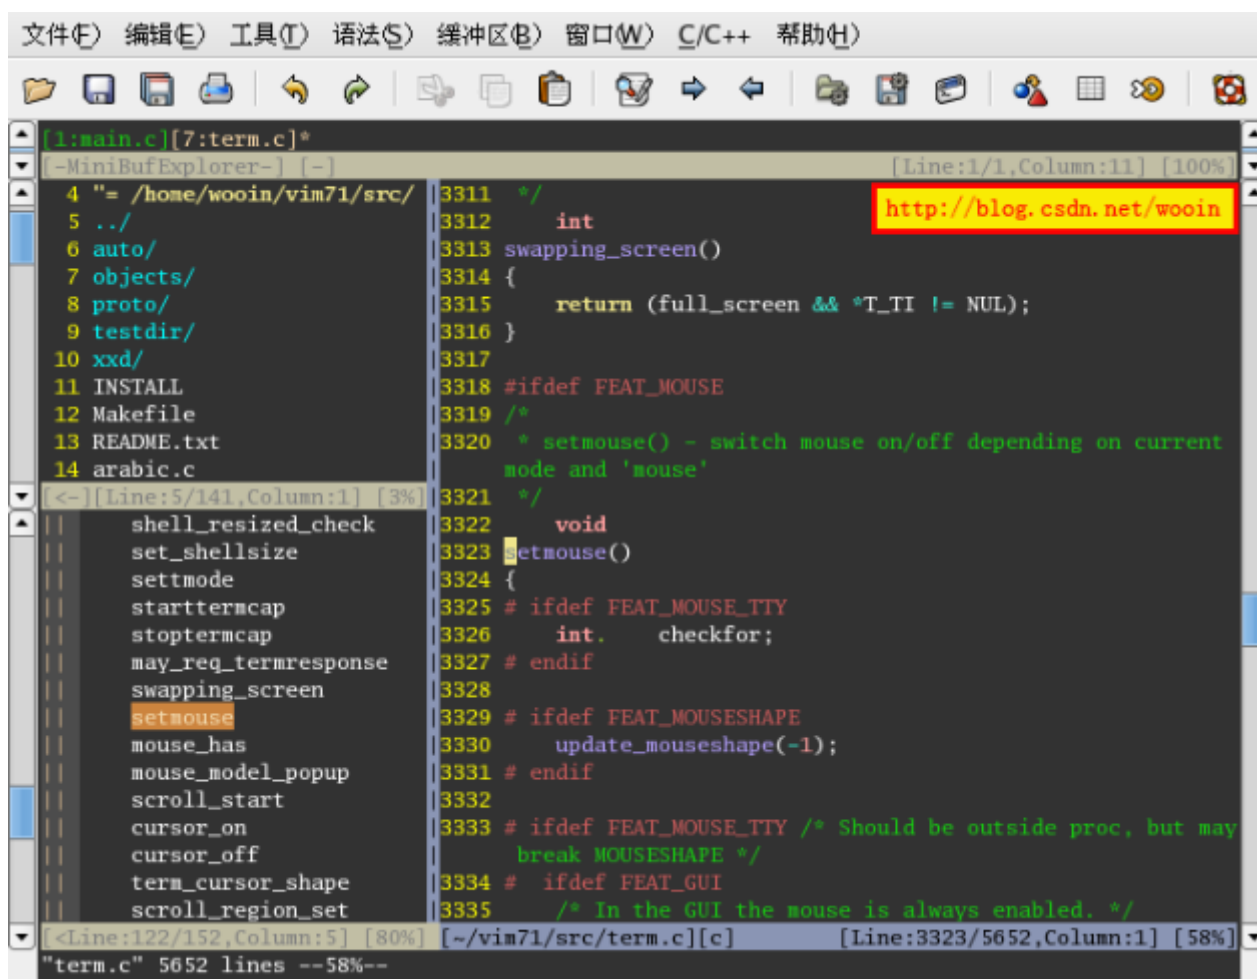 文件(F) 编辑(E) 工具(T) 语法(S) 缓冲区(B) 窗口(W) C/C++ 帮助(H)
[1:main.c][7:term.c]*
[-MiniBufExplorer-] [-] [Line:1/1,Column:11] [100%]
4 "= /home/wooin/vim71/src/
5 ../
6 auto/
7 objects/
8 proto/
9 testdir/
10 xxd/
11 INSTALL
12 Makefile
13 README.txt
14 arabic.c
[<-][Line:5/141,Column:1] [3%]
|| shell_resized_check
|| set_shellsize
|| settmode
|| starttermcap
|| stoptermcap
|| may_req_termresponse
|| swapping_screen
|| setmouse
|| mouse_has
|| mouse_model_popup
|| scroll_start
|| cursor_on
|| cursor_off
|| term_cursor_shape
|| scroll_region_set
[<Line:122/152,Column:5] [80%]
http://blog.csdn.net/wooin
3311 */
3312 int
3313 swapping_screen()
3314 {
3315 return (full_screen && *T_TI != NUL);
3316 }
3317
3318 #ifdef FEAT_MOUSE
3319 /*
3320 * setmouse() - switch mouse on/off depending on current
mode and 'mouse'
3321 */
3322 void
3323 setmouse()
3324 {
3325 # ifdef FEAT_MOUSE_TTY
3326 int. checkfor;
3327 # endif
3328
3329 # ifdef FEAT_MOUSESHAPE
3330 update_mouseshape(-1);
3331 # endif
3332
3333 # ifdef FEAT_MOUSE_TTY /* Should be outside proc, but may
break MOUSESHAPE */
3334 # ifdef FEAT_GUI
3335 /* In the GUI the mouse is always enabled. */
[~/vim71/src/term.c][c] [Line:3323/5652,Column:1] [58%]
"term.c" 5652 lines --58%--